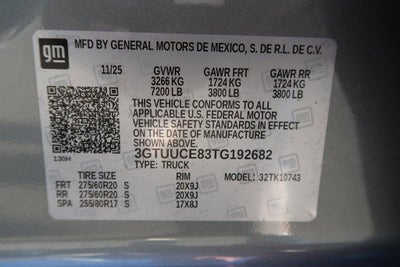 gm
MFD BY GENERAL MOTORS DE MEXICO, S. DE R.L. DE C.V.
11/25 GVWR GAWR FRT GAWR RR
3266 KG 1724 KG 1724 KG
7200 LB 3800 LB 3800 LB
THIS VEHICLE CONFORMS TO ALL
APPLICABLE U.S. FEDERAL MOTOR
VEHICLE SAFETY STANDARDS IN EFFECT
ON THE DATE OF MANUFACTURE
SHOWN ABOVE.
3GTUUCE83TG192682
130H TYPE: TRUCK MODEL: 32TK10743
TIRE SIZE RIM
FRT 275/60R20 S 20X9J
RR 275/60R20 S 20X9J
SPA 255/80R17 S 17X8J